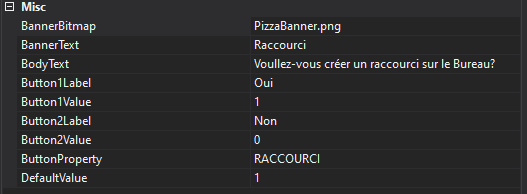 Misc
BannerBitmap PizzaBanner.png
BannerText Raccourci
BodyText Voullez-vous créer un raccourci sur le Bureau?
Button1Label Oui
Button1Value 1
Button2Label Non
Button2Value 0
ButtonProperty RACCOURCI
DefaultValue 1